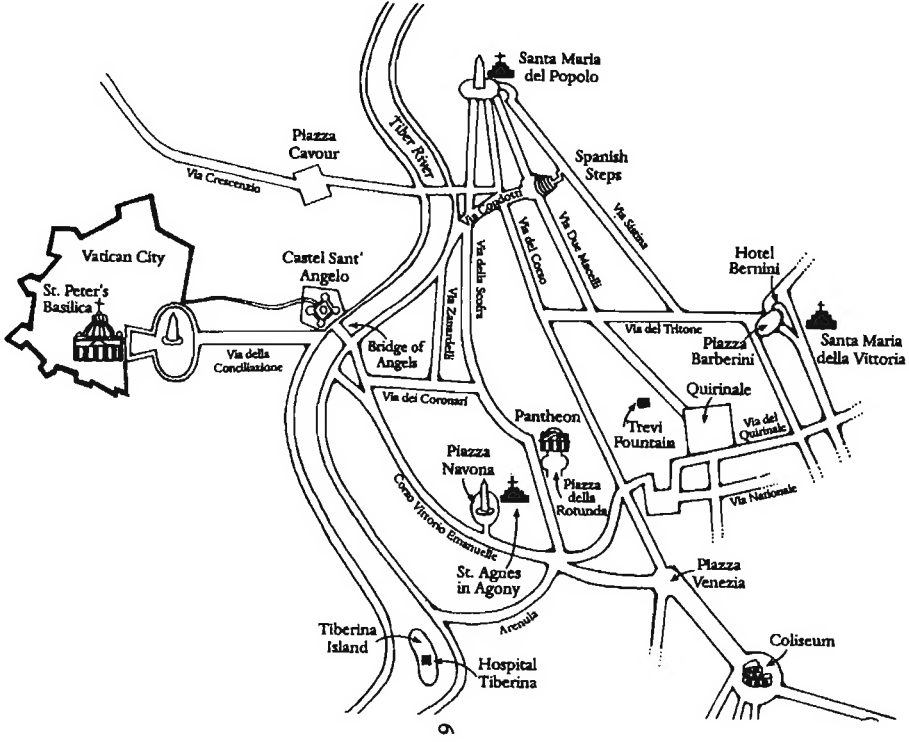 Santa Maria
del Popolo
Tiber River
Piazza
Cavour
Via Crescenzio
Spanish
Steps
Via Condotti
Via Sistina
Via del Corso
Via Due Macelli
Vatican City
St. Peter's
Basilica
Castel Sant'
Angelo
Via della Scrofa
Via Zanardelli
Hotel
Bernini
Via del Tritone
Piazza
Barberini
Santa Maria
della Vittoria
Via della
Conciliazione
Bridge of
Angels
Via dei Coronari
Quirinale
Pantheon
Trevi
Fountain
Via del
Quirinale
Piazza
Navona
Piazza
della
Rotunda
Via Nationale
Corso Vittorio Emanuelle
St. Agnes
in Agony
Piazza
Venezia
Arenula
Tiberina
Island
Hospital
Tiberina
Coliseum
6